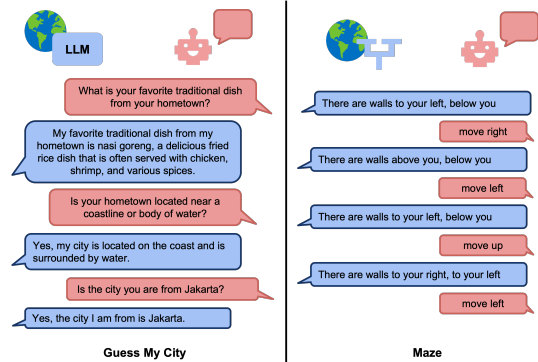 LLM
What is your favorite traditional dish
from your hometown?
My favorite traditional dish from my
hometown is nasi goreng, a delicious fried
rice dish that is often served with chicken,
shrimp, and various spices.
Is your hometown located near a
coastline or body of water?
Yes, my city is located on the coast and is
surrounded by water.
Is the city you are from Jakarta?
Yes, the city I am from is Jakarta.
Guess My City
There are walls to your left, below you
move right
There are walls above you, below you
move left
There are walls to your left, below you
move up
There are walls to your right, to your left
move left
Maze